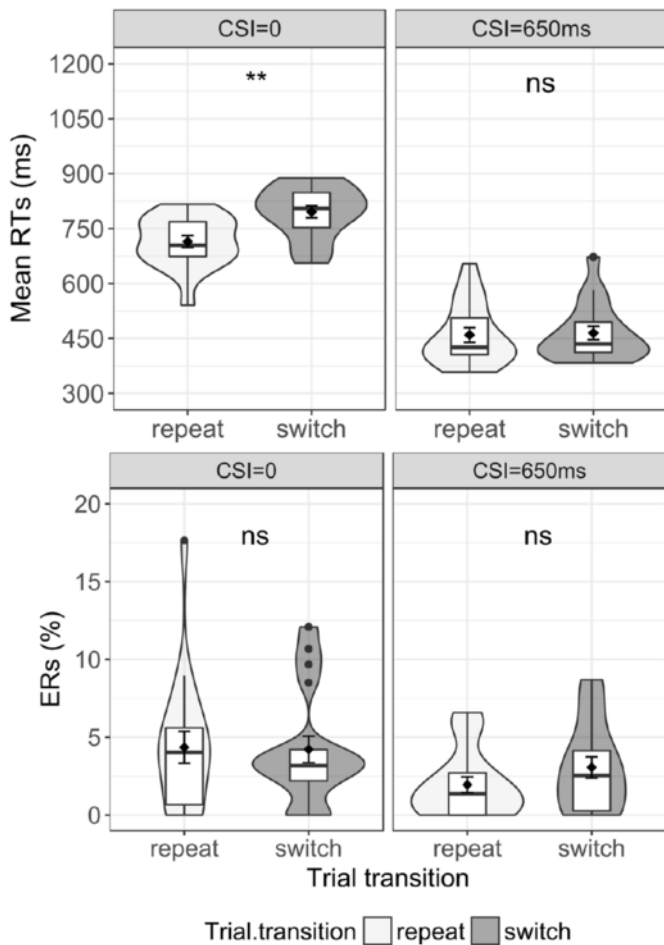 CSI=0 CSI=650ms
Mean RTs (ms)
1200
1050
900
750
600
450
300
** ns
repeat switch repeat switch
CSI=0 CSI=650ms
ERs (%)
20
15
10
5
0
ns ns
repeat switch repeat switch
Trial transition
Trial.transition repeat switch